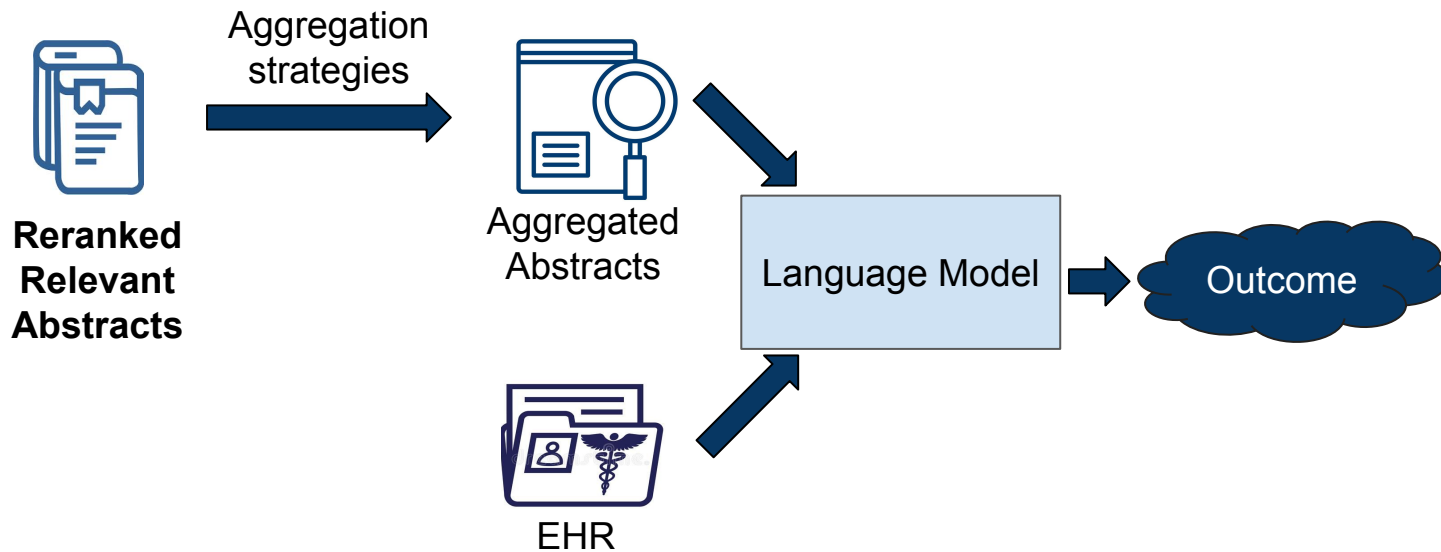 Aggregation
strategies
Reranked
Relevant
Abstracts
Aggregated
Abstracts
Language Model
Outcome
EHR